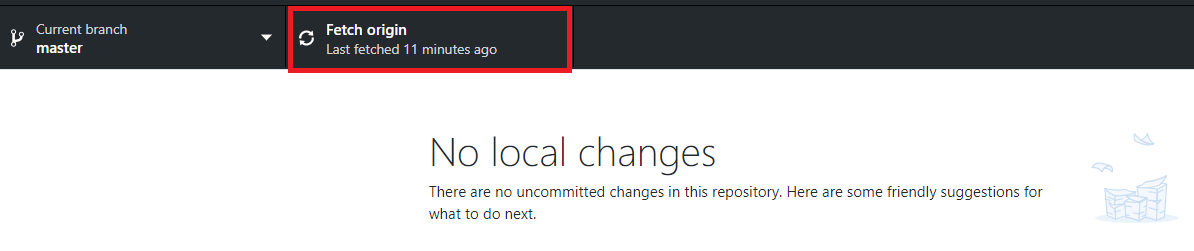 Current branch
master
Fetch origin
Last fetched 11 minutes ago
No local changes
There are no uncommitted changes in this repository. Here are some friendly suggestions for
what to do next.